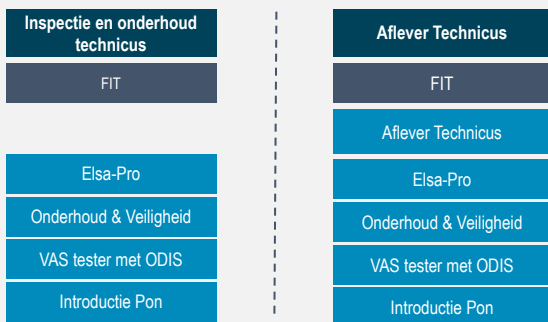 Inspectie en onderhoud
technicus
FIT
Elsa-Pro
Onderhoud & Veiligheid
VAS tester met ODIS
Introductie Pon
Aflever Technicus
FIT
Aflever Technicus
Elsa-Pro
Onderhoud & Veiligheid
VAS tester met ODIS
Introductie Pon